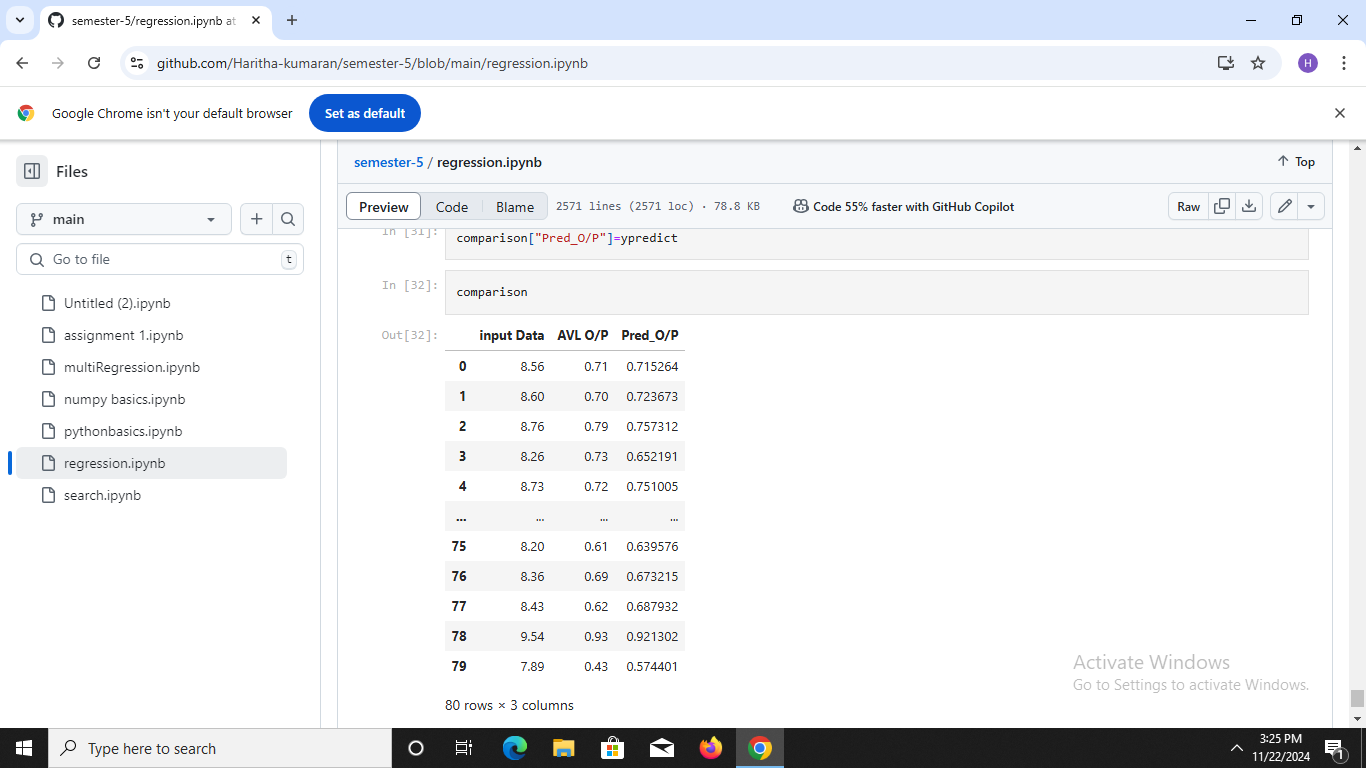 semester-5/regression.ipynb at
github.com/Haritha-kumaran/semester-5/blob/main/regression.ipynb
H
Google Chrome isn't your default browser
Set as default
Files
main
Go to file
t
Untitled (2).ipynb
assignment 1.ipynb
multiRegression.ipynb
numpy basics.ipynb
pythonbasics.ipynb
regression.ipynb
search.ipynb
semester-5 / regression.ipynb
Top
Preview Code Blame 2571 lines (2571 loc) · 78.8 KB Code 55% faster with GitHub Copilot Raw
In [31]: comparison["Pred_O/P"]=ypredict
In [32]: comparison
Out[32]: input Data AVL O/P Pred_O/P
0 8.56 0.71 0.715264
1 8.60 0.70 0.723673
2 8.76 0.79 0.757312
3 8.26 0.73 0.652191
4 8.73 0.72 0.751005
... ... ... ...
75 8.20 0.61 0.639576
76 8.36 0.69 0.673215
77 8.43 0.62 0.687932
78 9.54 0.93 0.921302
79 7.89 0.43 0.574401
80 rows × 3 columns
Activate Windows
Go to Settings to activate Windows.
Type here to search
3:25 PM
11/22/2024
1